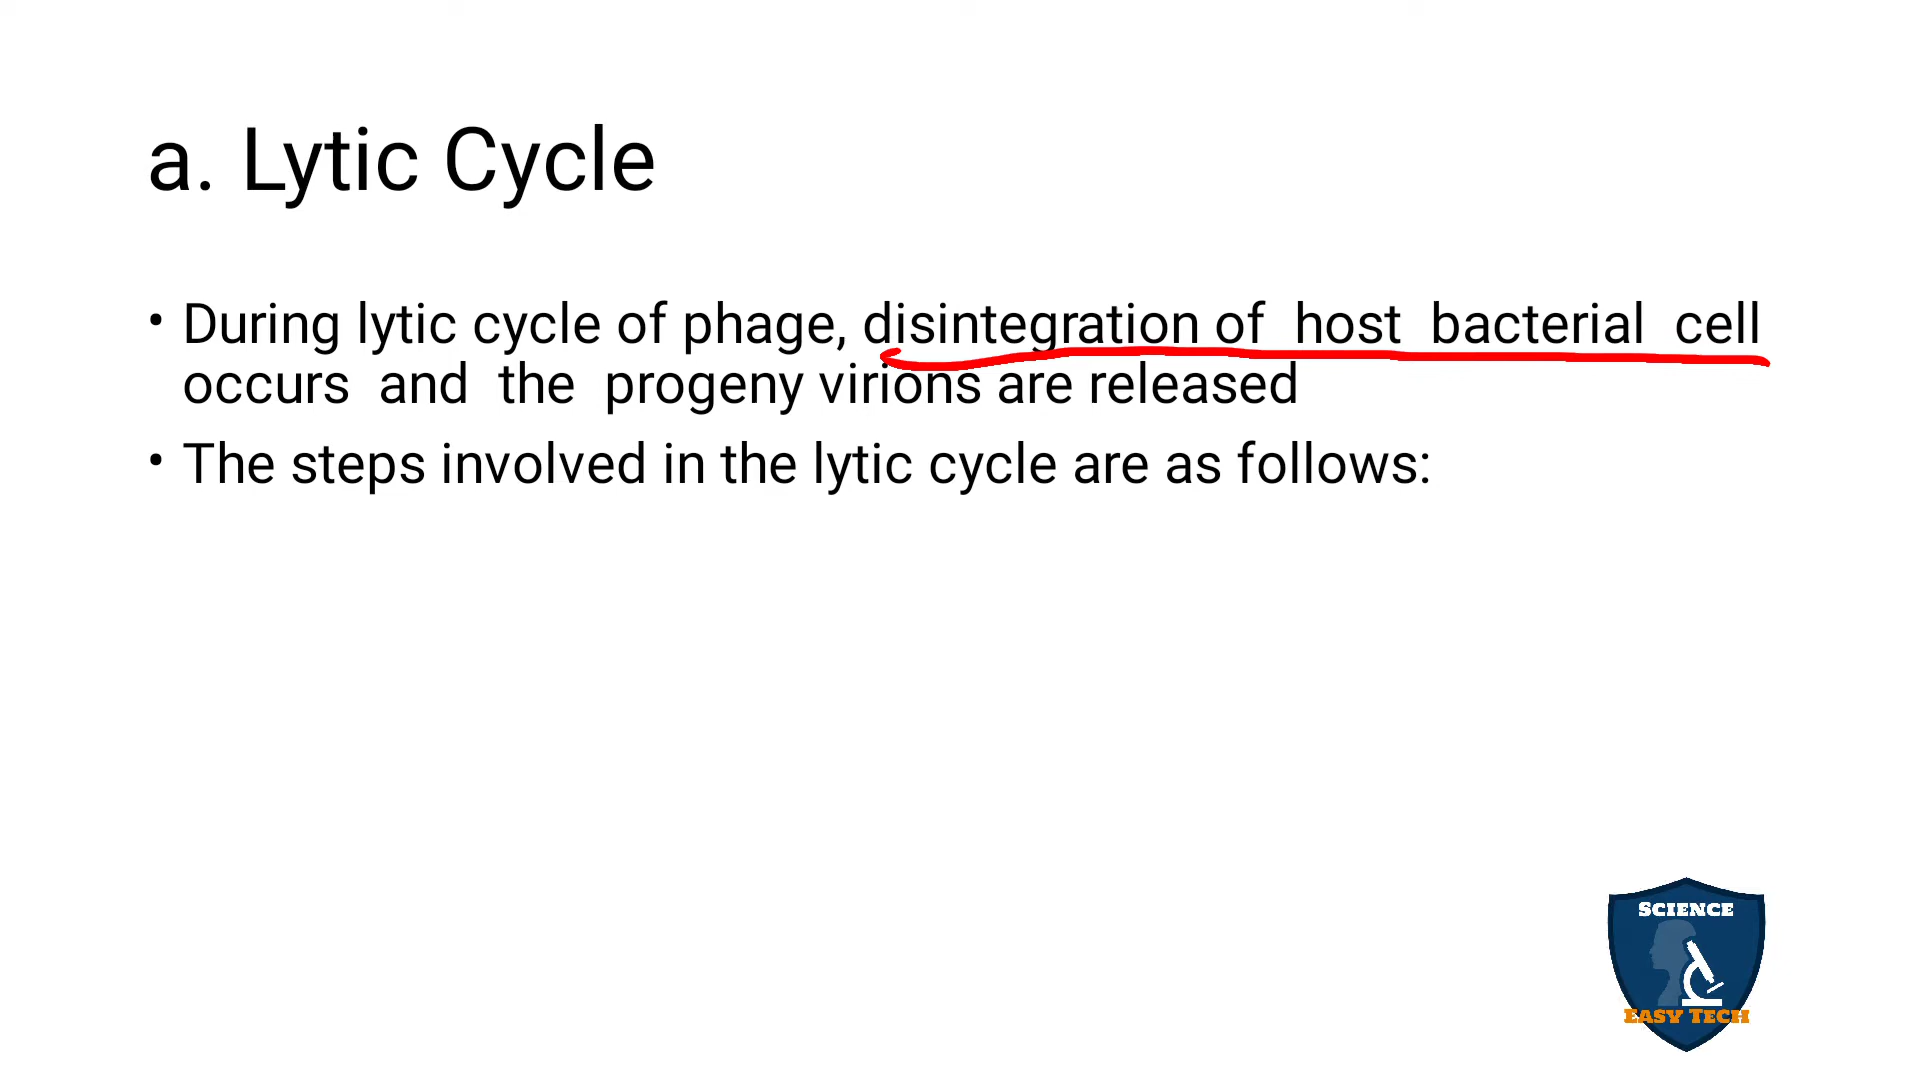 a. Lytic Cycle
• During lytic cycle of phage, disintegration of host bacterial cell
occurs and the progeny virions are released
• The steps involved in the lytic cycle are as follows:
SCIENCE
EASY TECH